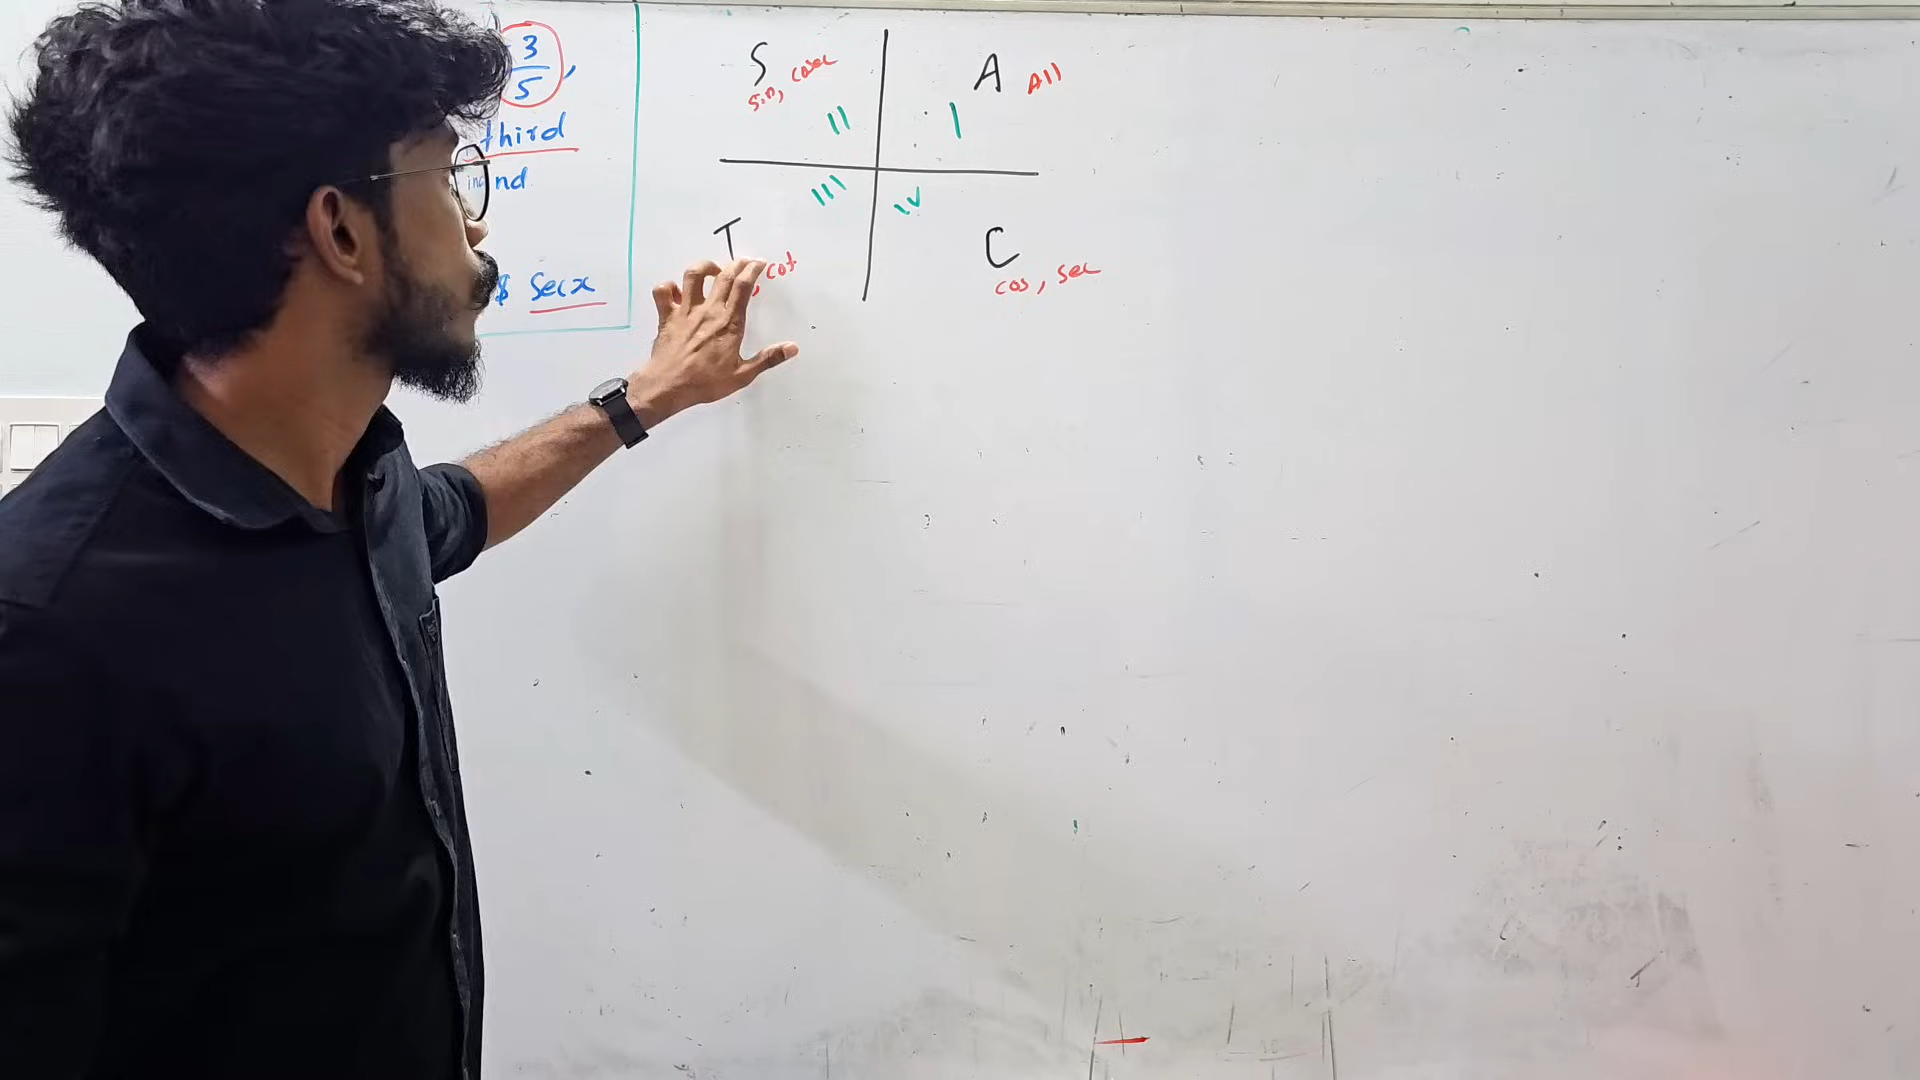 3
5 ,
third
nd
$ Secx
S
sin, cosec
A All
II
I
III
IV
T
, cot
C
cos, sec